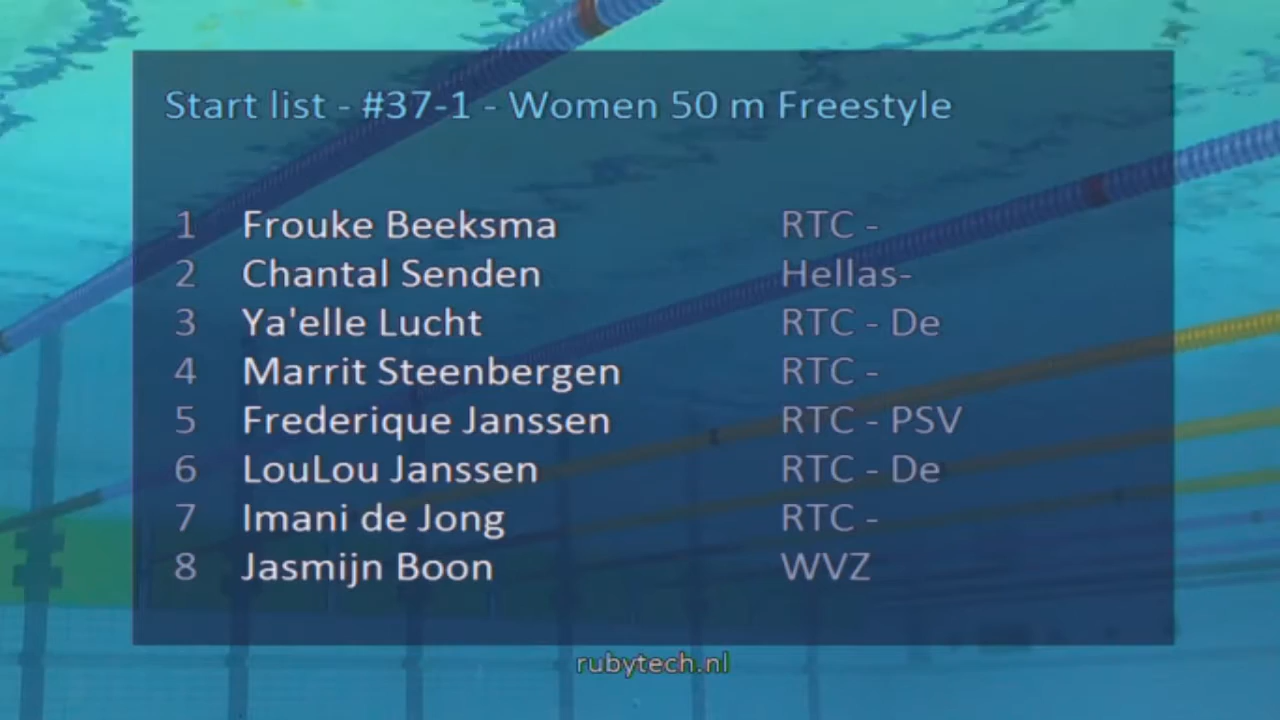 Start list - #37-1 - Women 50 m Freestyle
1 Frouke Beeksma RTC -
2 Chantal Senden Hellas-
3 Ya'elle Lucht RTC - De
4 Marrit Steenbergen RTC -
5 Frederique Janssen RTC - PSV
6 LouLou Janssen RTC - De
7 Imani de Jong RTC -
8 Jasmijn Boon WVZ
rubytech.nl